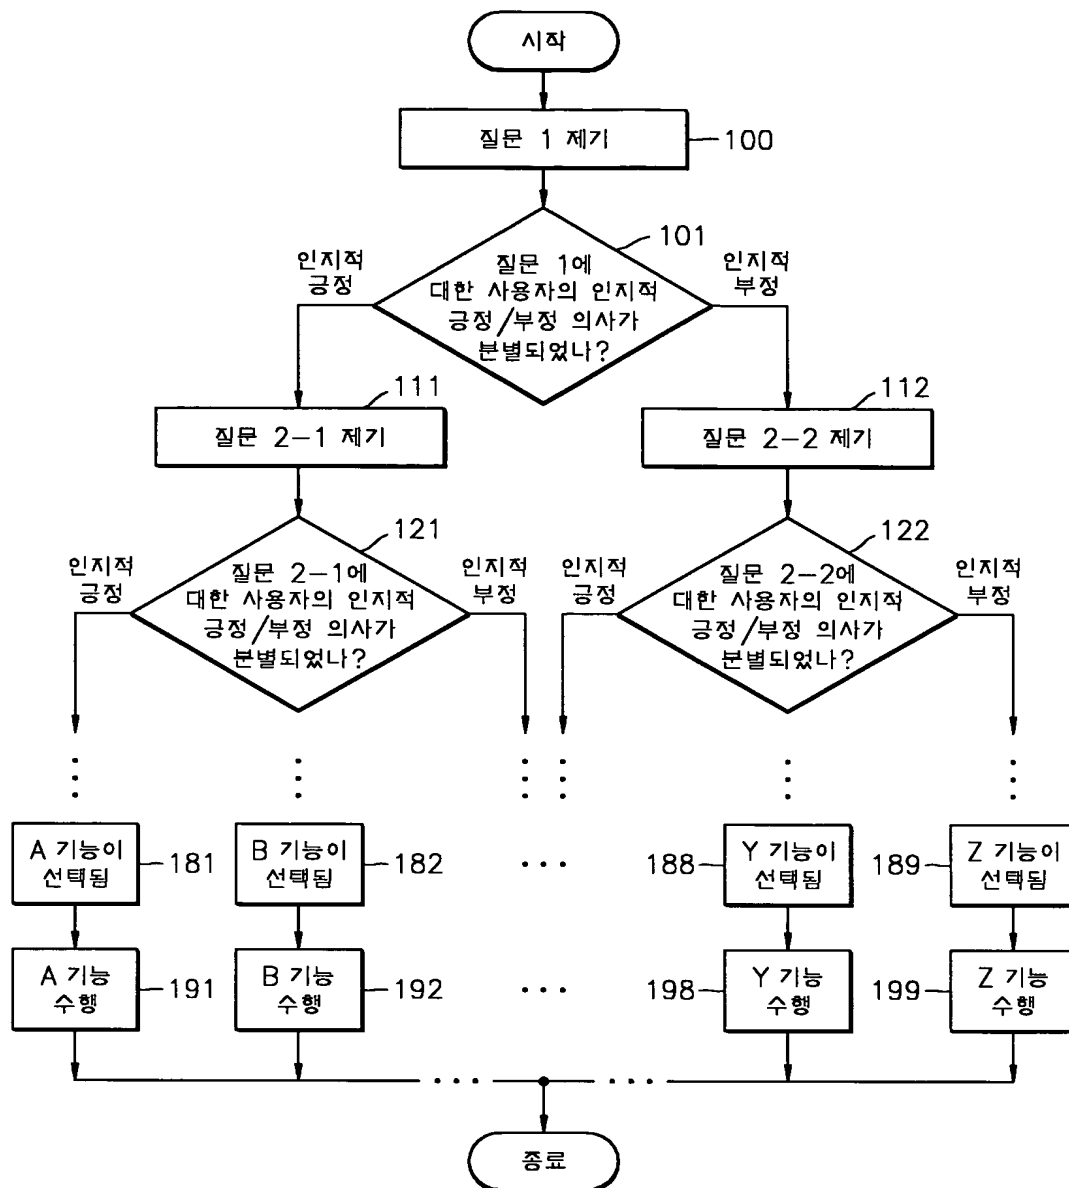 시작
질문 1 제기
100
101
인지적
긍정
질문 1에
대한 사용자의 인지적
긍정/부정 의사가
분별되었나?
인지적
부정
111
질문 2-1 제기
112
질문 2-2 제기
121
인지적
긍정
질문 2-1에
대한 사용자의 인지적
긍정/부정 의사가
분별되었나?
인지적
부정
122
인지적
긍정
질문 2-2에
대한 사용자의 인지적
긍정/부정 의사가
분별되었나?
인지적
부정
A 기능이
선택됨
181
B 기능이
선택됨
182
...
188
Y 기능이
선택됨
189
Z 기능이
선택됨
A 기능
수행
191
B 기능
수행
192
...
198
Y 기능
수행
199
Z 기능
수행
... ...
종료